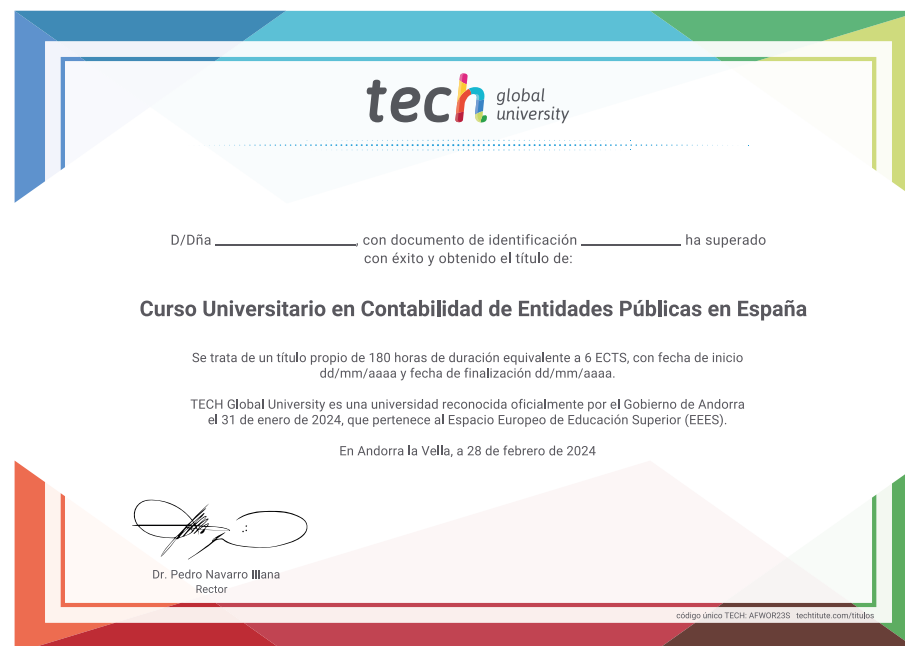 tech global university
D/Dña ________________, con documento de identificación ____________ ha superado
con éxito y obtenido el título de:
Curso Universitario en Contabilidad de Entidades Públicas en España
Se trata de un título propio de 180 horas de duración equivalente a 6 ECTS, con fecha de inicio
dd/mm/aaaa y fecha de finalización dd/mm/aaaa.
TECH Global University es una universidad reconocida oficialmente por el Gobierno de Andorra
el 31 de enero de 2024, que pertenece al Espacio Europeo de Educación Superior (EEES).
En Andorra la Vella, a 28 de febrero de 2024
Dr. Pedro Navarro Illana
Rector
código único TECH: AFWOR23S techtitute.com/titulos